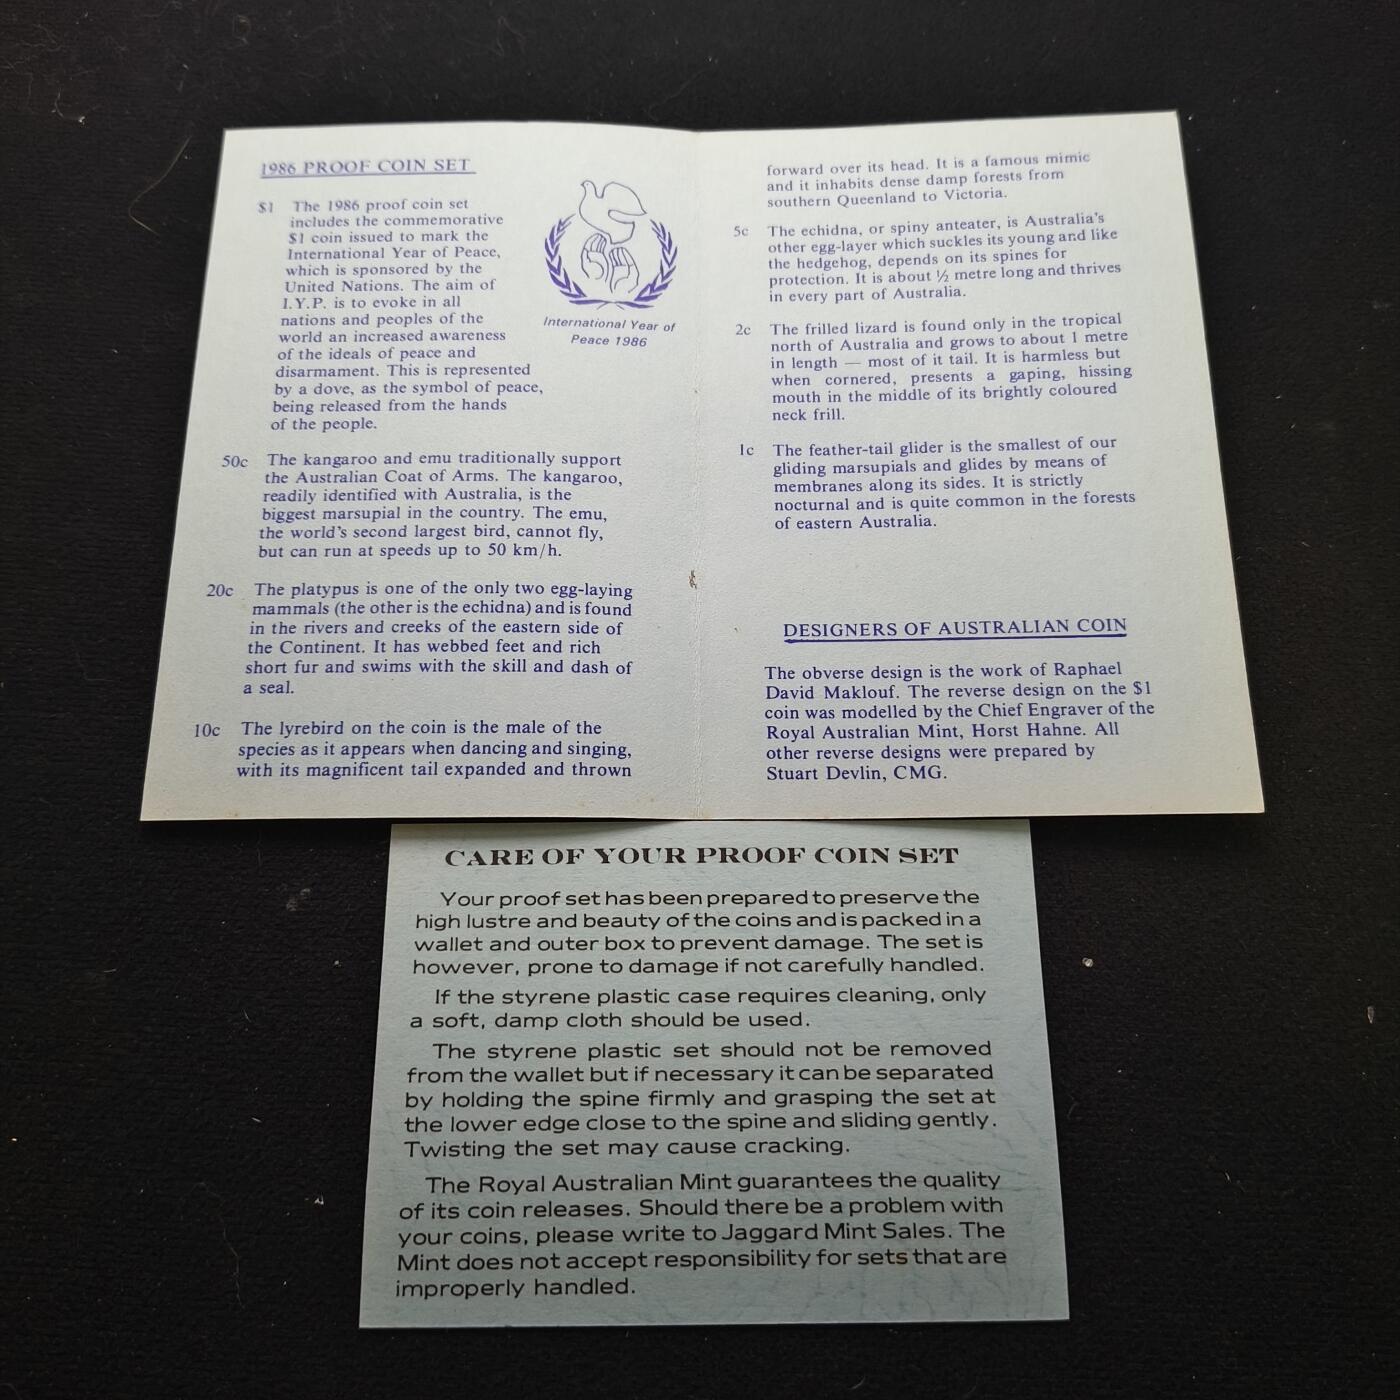 1986 PROOF COIN SET
$1 The 1986 proof coin set
includes the commemorative
$1 coin issued to mark the
International Year of Peace,
which is sponsored by the
United Nations. The aim of
I.Y.P. is to evoke in all
nations and peoples of the
world an increased awareness
of the ideals of peace and
disarmament. This is represented
by a dove, as the symbol of peace,
being released from the hands
of the people.
International Year of
Peace 1986
50c The kangaroo and emu traditionally support
the Australian Coat of Arms. The kangaroo,
readily identified with Australia, is the
biggest marsupial in the country. The emu,
the world's second largest bird, cannot fly,
but can run at speeds up to 50 km/h.
20c The platypus is one of the only two egg-laying
mammals (the other is the echidna) and is found
in the rivers and creeks of the eastern side of
the Continent. It has webbed feet and rich
short fur and swims with the skill and dash of
a seal.
10c The lyrebird on the coin is the male of the
species as it appears when dancing and singing,
with its magnificent tail expanded and thrown
forward over its head. It is a famous mimic
and it inhabits dense damp forests from
southern Queenland to Victoria.
5c The echidna, or spiny anteater, is Australia's
other egg-layer which suckles its young and like
the hedgehog, depends on its spines for
protection. It is about ½ metre long and thrives
in every part of Australia.
2c The frilled lizard is found only in the tropical
north of Australia and grows to about 1 metre
in length — most of it tail. It is harmless but
when cornered, presents a gaping, hissing
mouth in the middle of its brightly coloured
neck frill.
1c The feather-tail glider is the smallest of our
gliding marsupials and glides by means of
membranes along its sides. It is strictly
nocturnal and is quite common in the forests
of eastern Australia.
DESIGNERS OF AUSTRALIAN COIN
The obverse design is the work of Raphael
David Maklouf. The reverse design on the $1
coin was modelled by the Chief Engraver of the
Royal Australian Mint, Horst Hahne. All
other reverse designs were prepared by
Stuart Devlin, CMG.
CARE OF YOUR PROOF COIN SET
Your proof set has been prepared to preserve the
high lustre and beauty of the coins and is packed in a
wallet and outer box to prevent damage. The set is
however, prone to damage if not carefully handled.
If the styrene plastic case requires cleaning, only
a soft, damp cloth should be used.
The styrene plastic set should not be removed
from the wallet but if necessary it can be separated
by holding the spine firmly and grasping the set at
the lower edge close to the spine and sliding gently.
Twisting the set may cause cracking.
The Royal Australian Mint guarantees the quality
of its coin releases. Should there be a problem with
your coins, please write to Jaggard Mint Sales. The
Mint does not accept responsibility for sets that are
improperly handled.